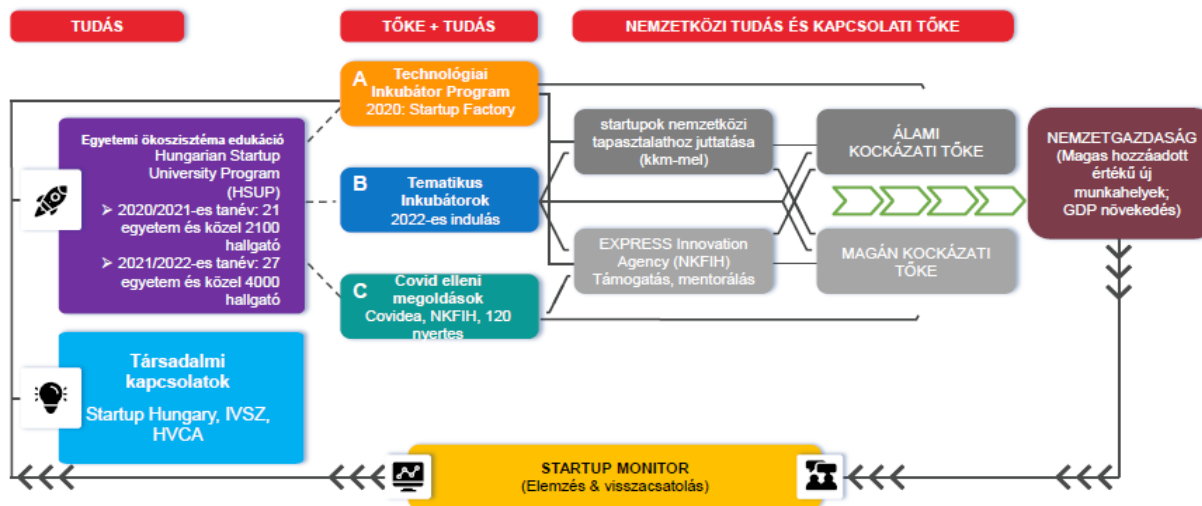 TUDÁS
TŐKE + TUDÁS
NEMZETKÖZI TUDÁS ÉS KAPCSOLATI TŐKE
Egyetemi ökoszisztéma edukáció
Hungarian Startup
University Program
(HSUP)
➢ 2020/2021-es tanév: 21
egyetem és közel 2100
hallgató
➢ 2021/2022-es tanév: 27
egyetem és közel 4000
hallgató
Társadalmi
kapcsolatok
Startup Hungary, IVSZ,
HVCA
A
Technológiai
Inkubátor Program
2020: Startup Factory
B
Tematikus
Inkubátorok
2022-es indulás
C
Covid elleni
megoldások
Covidea, NKFIH, 120
nyertes
startupok nemzetközi
tapasztalathoz juttatása
(kkm-mel)
EXPRESS Innovation
Agency (NKFIH)
Támogatás, mentorálás
ÁLAMI
KOCKÁZATI TŐKE
MAGÁN KOCKÁZATI
TŐKE
NEMZETGAZDASÁG
(Magas hozzáadott
értékű új
munkahelyek;
GDP növekedés)
STARTUP MONITOR
(Elemzés & visszacsatolás)